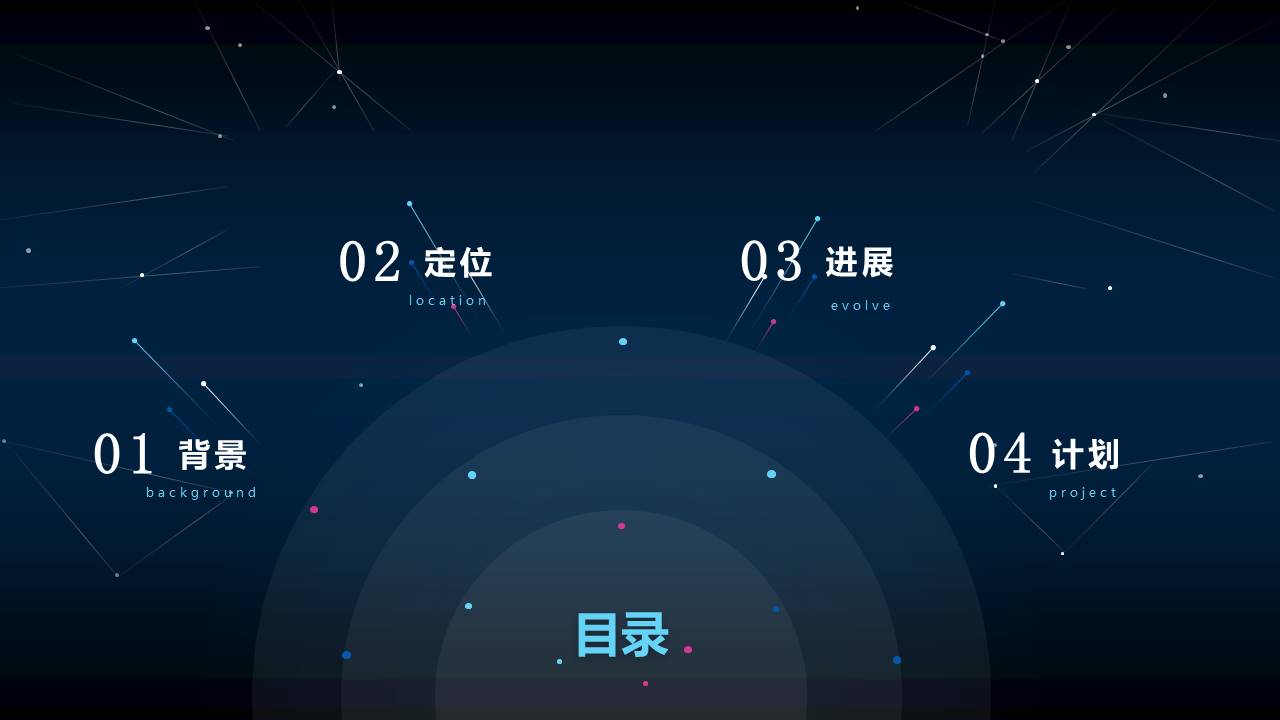 01 背景
background
02 定位
location
03 进展
evolve
04 计划
project
目录